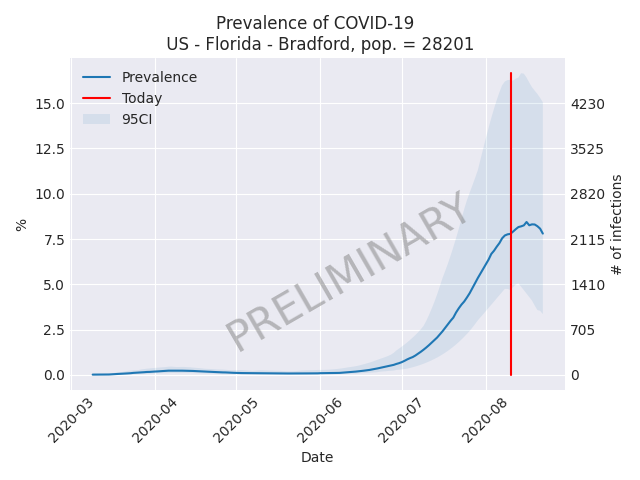 Prevalence of COVID-19
US - Florida - Bradford, pop. = 28201
Prevalence
Today
95CI
PRELIMINARY
%
15.0
12.5
10.0
7.5
5.0
2.5
0.0
4230
3525
2820
2115
1410
705
0
# of infections
2020-03
2020-04
2020-05
2020-06
2020-07
2020-08
Date